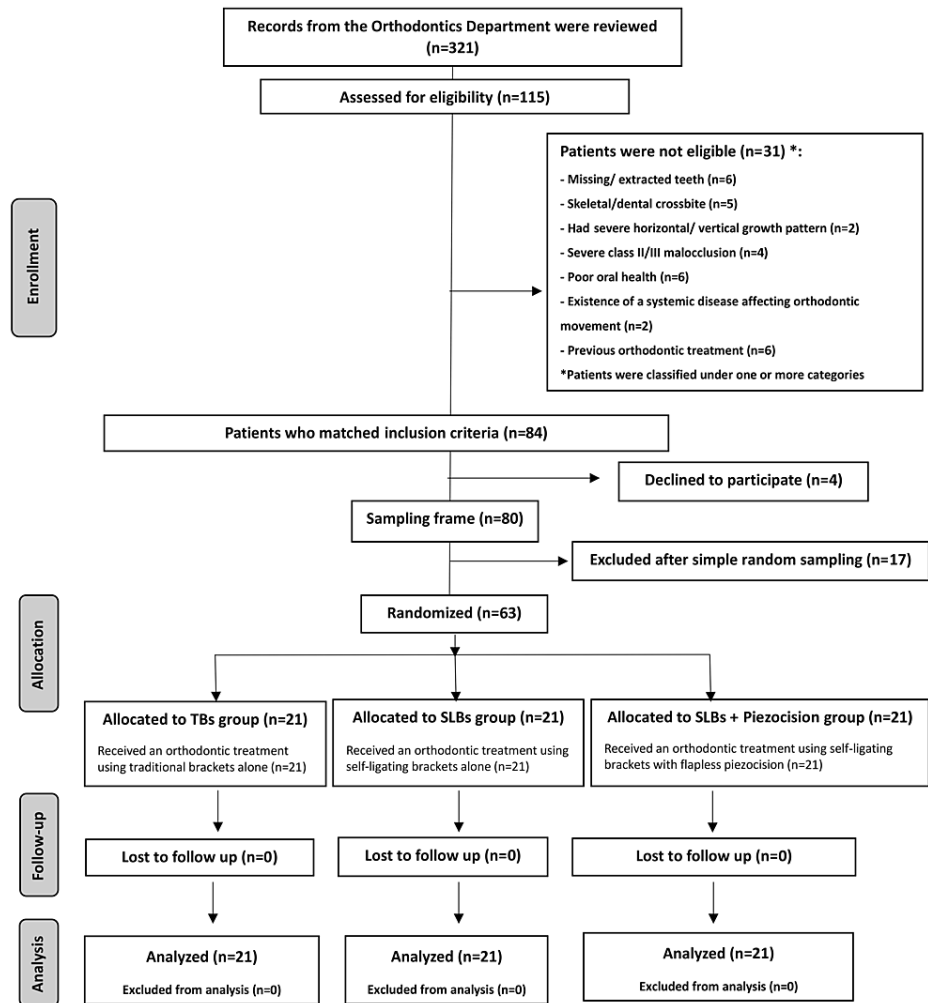 Records from the Orthodontics Department were reviewed
(n=321)
Assessed for eligibility (n=115)
Enrollment
Patients were not eligible (n=31) *:
- Missing/ extracted teeth (n=6)
- Skeletal/dental crossbite (n=5)
- Had severe horizontal/ vertical growth pattern (n=2)
- Severe class II/III malocclusion (n=4)
- Poor oral health (n=6)
- Existence of a systemic disease affecting orthodontic
movement (n=2)
- Previous orthodontic treatment (n=6)
*Patients were classified under one or more categories
Patients who matched inclusion criteria (n=84)
Declined to participate (n=4)
Sampling frame (n=80)
Excluded after simple random sampling (n=17)
Randomized (n=63)
Allocation
Allocated to TBs group (n=21)
Received an orthodontic treatment
using traditional brackets alone (n=21)
Allocated to SLBs group (n=21)
Received an orthodontic treatment using
self-ligating brackets alone (n=21)
Allocated to SLBs + Piezocision group (n=21)
Received an orthodontic treatment using self-ligating
brackets with flapless piezocision (n=21)
Follow-up
Lost to follow up (n=0)
Lost to follow up (n=0)
Lost to follow up (n=0)
Analysis
Analyzed (n=21)
Excluded from analysis (n=0)
Analyzed (n=21)
Excluded from analysis (n=0)
Analyzed (n=21)
Excluded from analysis (n=0)